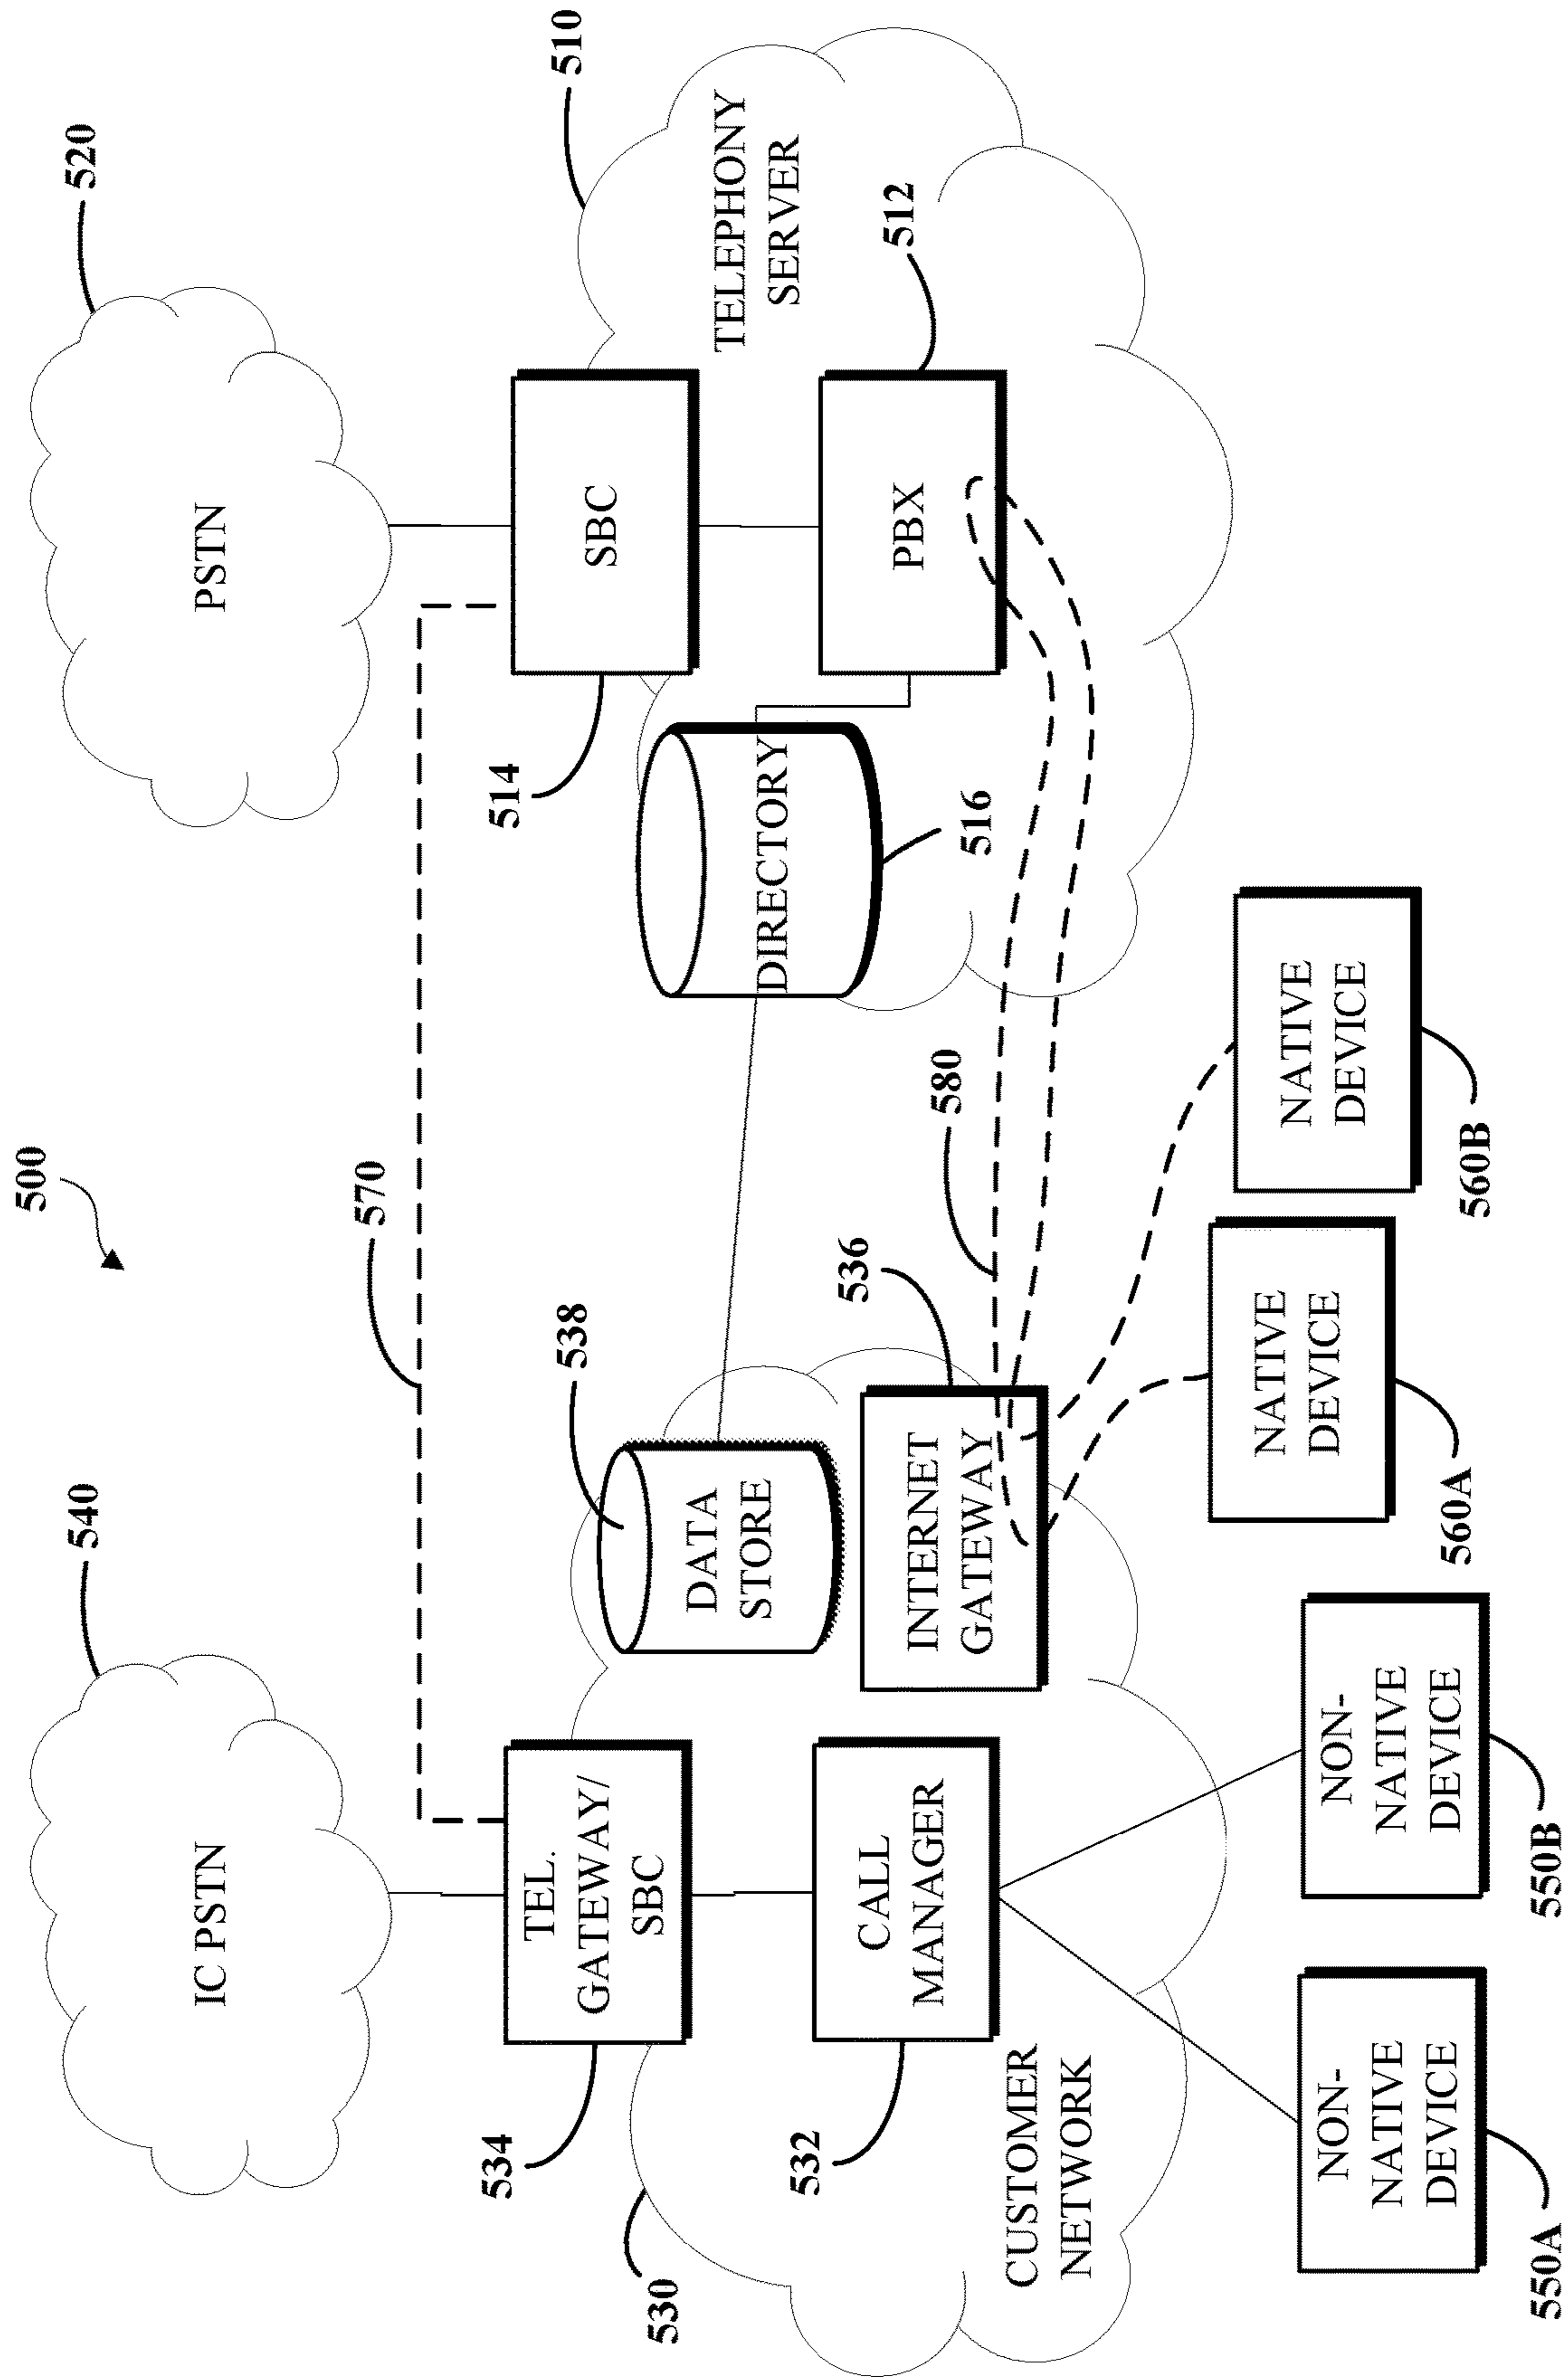 500
540
IC PSTN
520
PSTN
570
534
TEL.
GATEWAY/
SBC
538
DATA
STORE
514
SBC
510
TELEPHONY
SERVER
DIRECTORY
516
530
532
CALL
MANAGER
536
INTERNET
GATEWAY
580
PBX
512
CUSTOMER
NETWORK
550A
NON-
NATIVE
DEVICE
550B
NON-
NATIVE
DEVICE
560A
NATIVE
DEVICE
560B
NATIVE
DEVICE